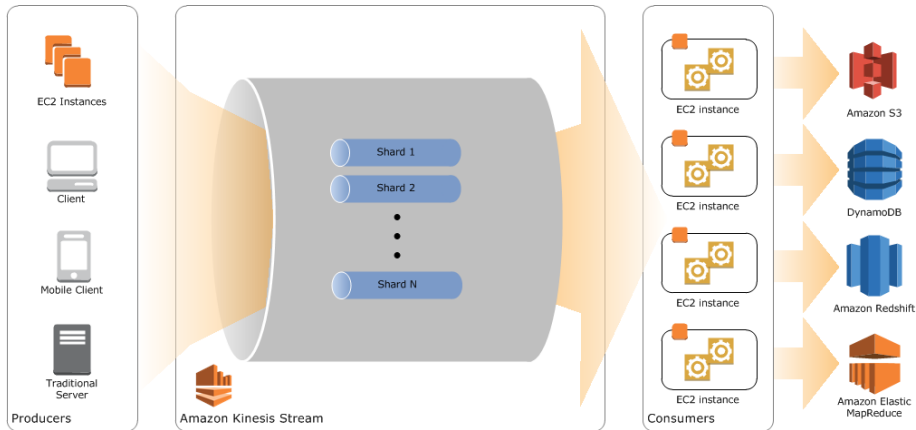 EC2 Instances
Client
Mobile Client
Traditional
Server
Producers
Shard 1
Shard 2
Shard N
Amazon Kinesis Stream
EC2 instance
EC2 instance
EC2 instance
EC2 instance
Consumers
Amazon S3
DynamoDB
Amazon Redshift
Amazon Elastic
MapReduce